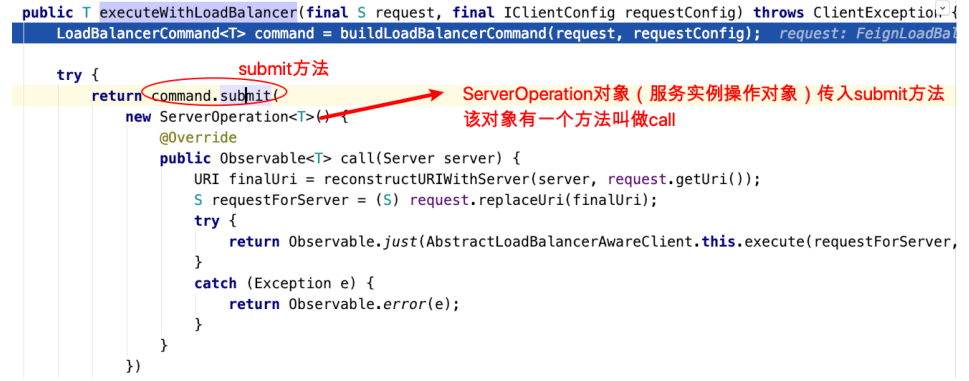 public T executeWithLoadBalancer(final S request, final IClientConfig requestConfig) throws ClientException {
LoadBalancerCommand<T> command = buildLoadBalancerCommand(request, requestConfig); request: FeignLoadBal
try {
submit方法
return command.submit(
ServerOperation对象（服务实例操作对象）传入submit方法
new ServerOperation<T>() {
该对象有一个方法叫做call
@Override
public Observable<T> call(Server server) {
URI finalUri = reconstructURIWithServer(server, request.getUri());
S requestForServer = (S) request.replaceUri(finalUri);
try {
return Observable.just(AbstractLoadBalancerAwareClient.this.execute(requestForServer,
}
catch (Exception e) {
return Observable.error(e);
}
}
})